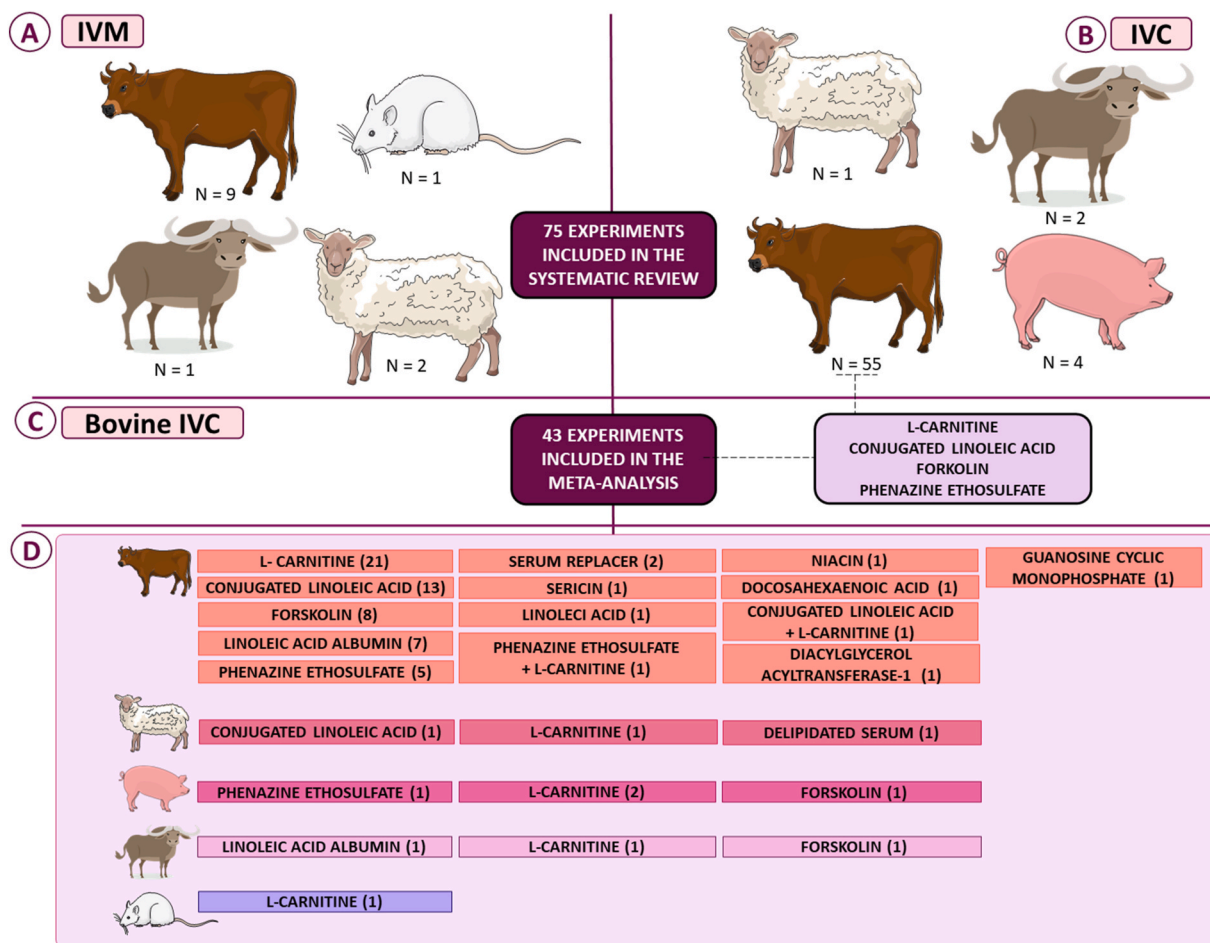 A
IVM
N = 9
N = 1
N = 1
N = 2
75 EXPERIMENTS
INCLUDED IN THE
SYSTEMATIC REVIEW
B
IVC
N = 1
N = 2
N = 55
N = 4
C
Bovine IVC
43 EXPERIMENTS
INCLUDED IN THE
META-ANALYSIS
L-CARNITINE
CONJUGATED LINOLEIC ACID
FORKOLIN
PHENAZINE ETHOSULFATE
D
L- CARNITINE (21)
CONJUGATED LINOLEIC ACID (13)
FORSKOLIN (8)
LINOLEIC ACID ALBUMIN (7)
PHENAZINE ETHOSULFATE (5)
SERUM REPLACER (2)
SERICIN (1)
LINOLECI ACID (1)
PHENAZINE ETHOSULFATE
+ L-CARNITINE (1)
NIACIN (1)
DOCOSAHEXAENOIC ACID (1)
CONJUGATED LINOLEIC ACID
+ L-CARNITINE (1)
DIACYLGLYCEROL
ACYLTRANSFERASE-1 (1)
GUANOSINE CYCLIC
MONOPHOSPHATE (1)
CONJUGATED LINOLEIC ACID (1)
L-CARNITINE (1)
DELIPIDATED SERUM (1)
PHENAZINE ETHOSULFATE (1)
L-CARNITINE (2)
FORSKOLIN (1)
LINOLEIC ACID ALBUMIN (1)
L-CARNITINE (1)
FORSKOLIN (1)
L-CARNITINE (1)